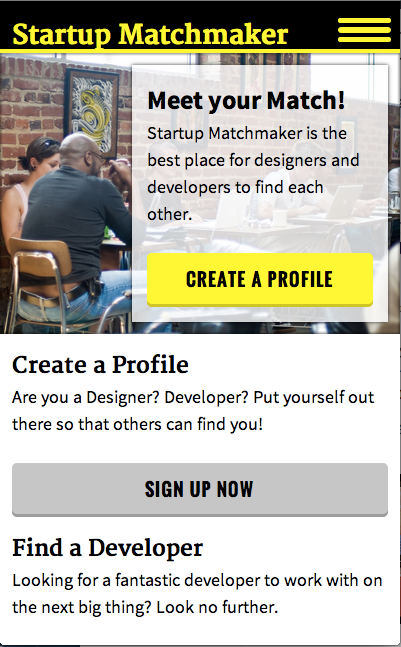 Startup Matchmaker
Meet your Match!
Startup Matchmaker is the
best place for designers and
developers to find each
other.
CREATE A PROFILE
Create a Profile
Are you a Designer? Developer? Put yourself out
there so that others can find you!
SIGN UP NOW
Find a Developer
Looking for a fantastic developer to work with on
the next big thing? Look no further.